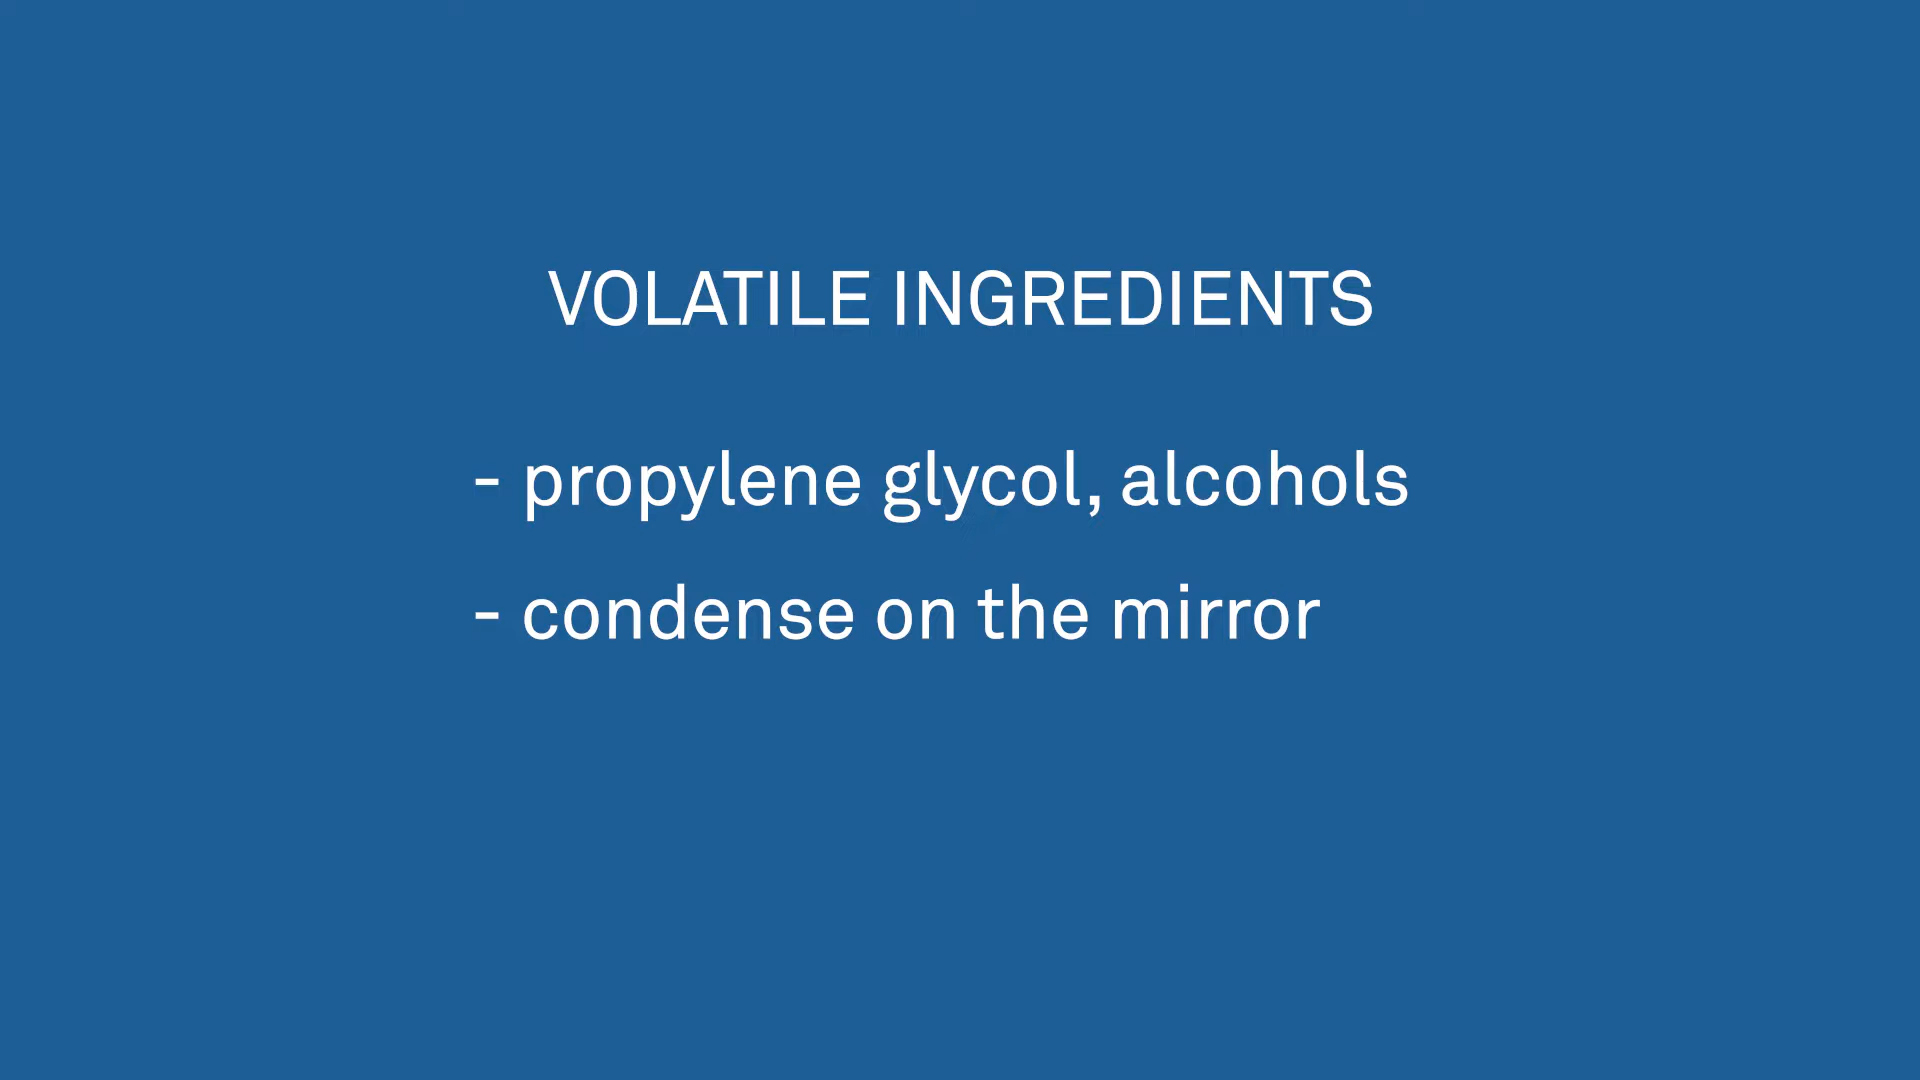 VOLATILE INGREDIENTS
- propylene glycol, alcohols
- condense on the mirror